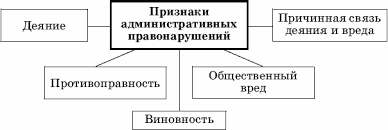 Деяние
Признаки
административных
правонарушений
Причинная связь
деяния и вреда
Противоправность
Общественный
вред
Виновность